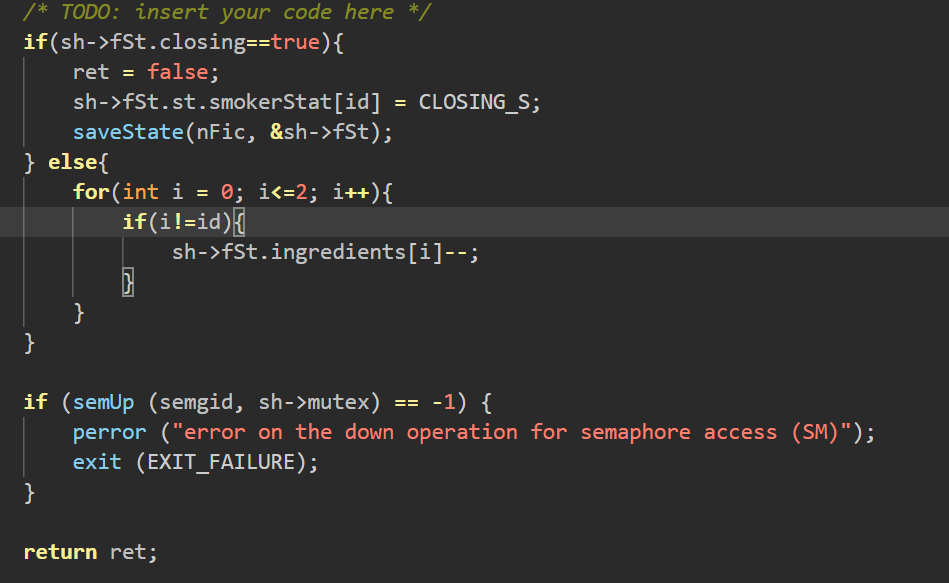 /* TODO: insert your code here */
if(sh->fSt.closing==true){
    ret = false;
    sh->fSt.st.smokerStat[id] = CLOSING_S;
    saveState(nFic, &sh->fSt);
} else{
    for(int i = 0; i<=2; i++){
        if(i!=id){
            sh->fSt.ingredients[i]--;
        }
    }
}
if (semUp (semgid, sh->mutex) == -1) {
    perror ("error on the down operation for semaphore access (SM)");
    exit (EXIT_FAILURE);
}
return ret;